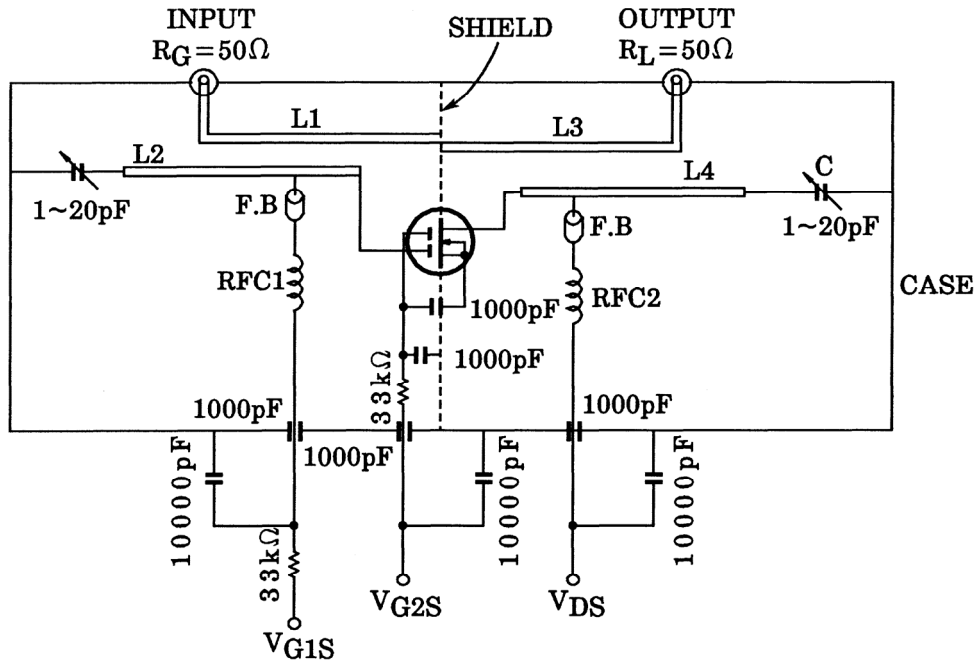 INPUT
RG=50Ω
SHIELD
OUTPUT
RL=50Ω
L1
L3
L2
L4
C
1~20pF
F.B
F.B
1~20pF
RFC1
RFC2
CASE
1000pF
1000pF
33kΩ
1000pF
1000pF
1000pF
10000pF
10000pF
10000pF
33kΩ
VG2S
VDS
VG1S